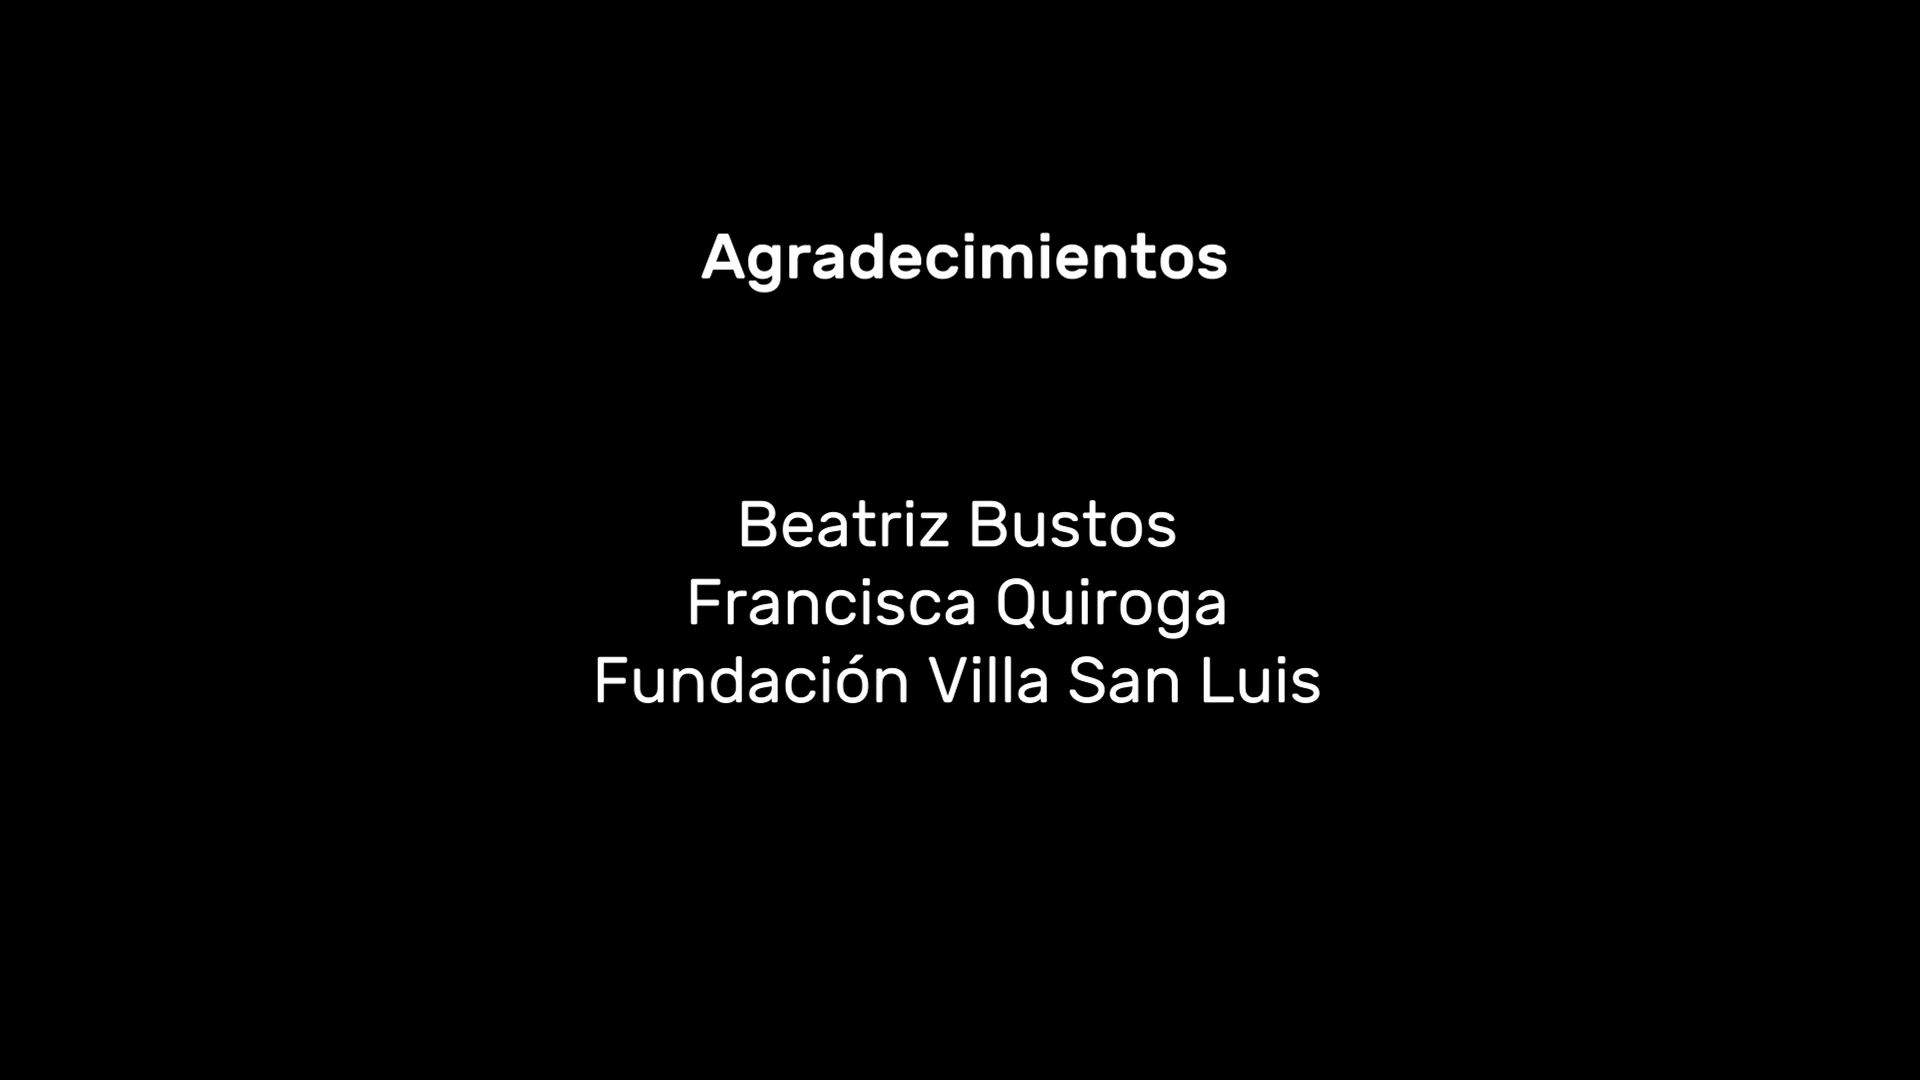 Agradecimientos
Beatriz Bustos
Francisca Quiroga
Fundación Villa San Luis